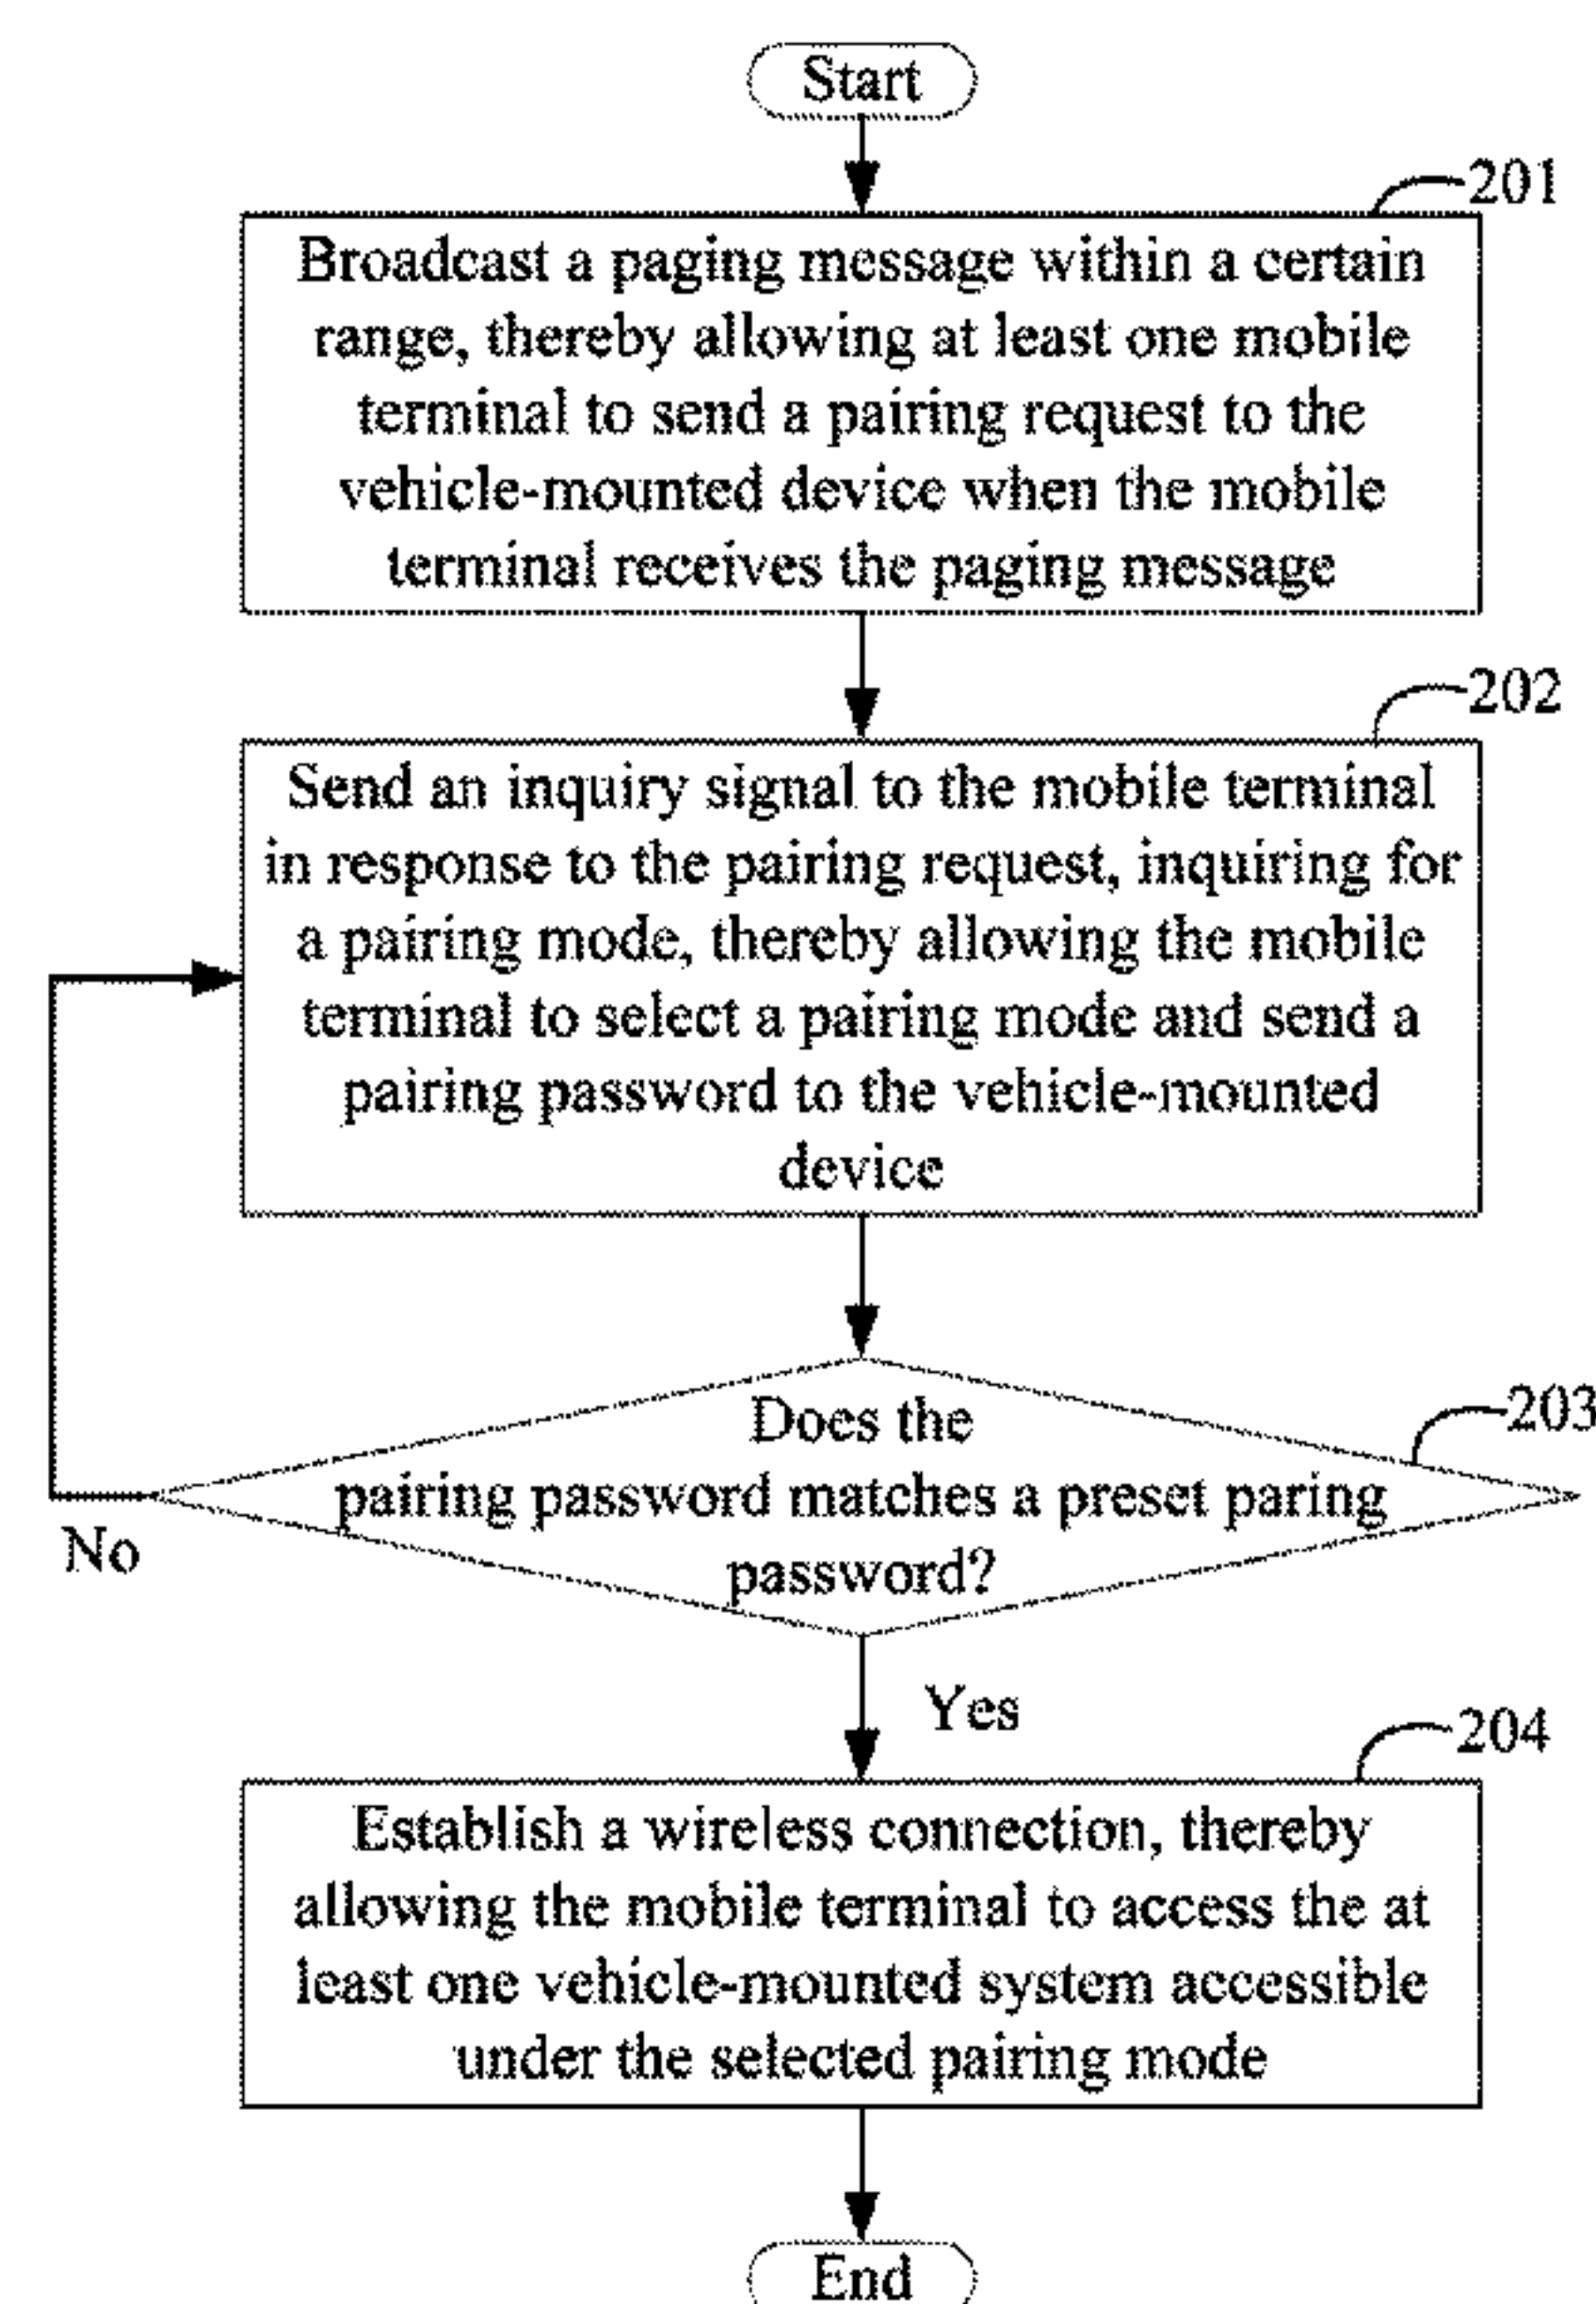 Start
201
Broadcast a paging message within a certain
range, thereby allowing at least one mobile
terminal to send a pairing request to the
vehicle-mounted device when the mobile
terminal receives the paging message
202
Send an inquiry signal to the mobile terminal
in response to the pairing request, inquiring for
a pairing mode, thereby allowing the mobile
terminal to select a pairing mode and send a
pairing password to the vehicle-mounted
device
203
Does the
pairing password matches a preset paring
password?
No
Yes
204
Establish a wireless connection, thereby
allowing the mobile terminal to access the at
least one vehicle-mounted system accessible
under the selected pairing mode
End